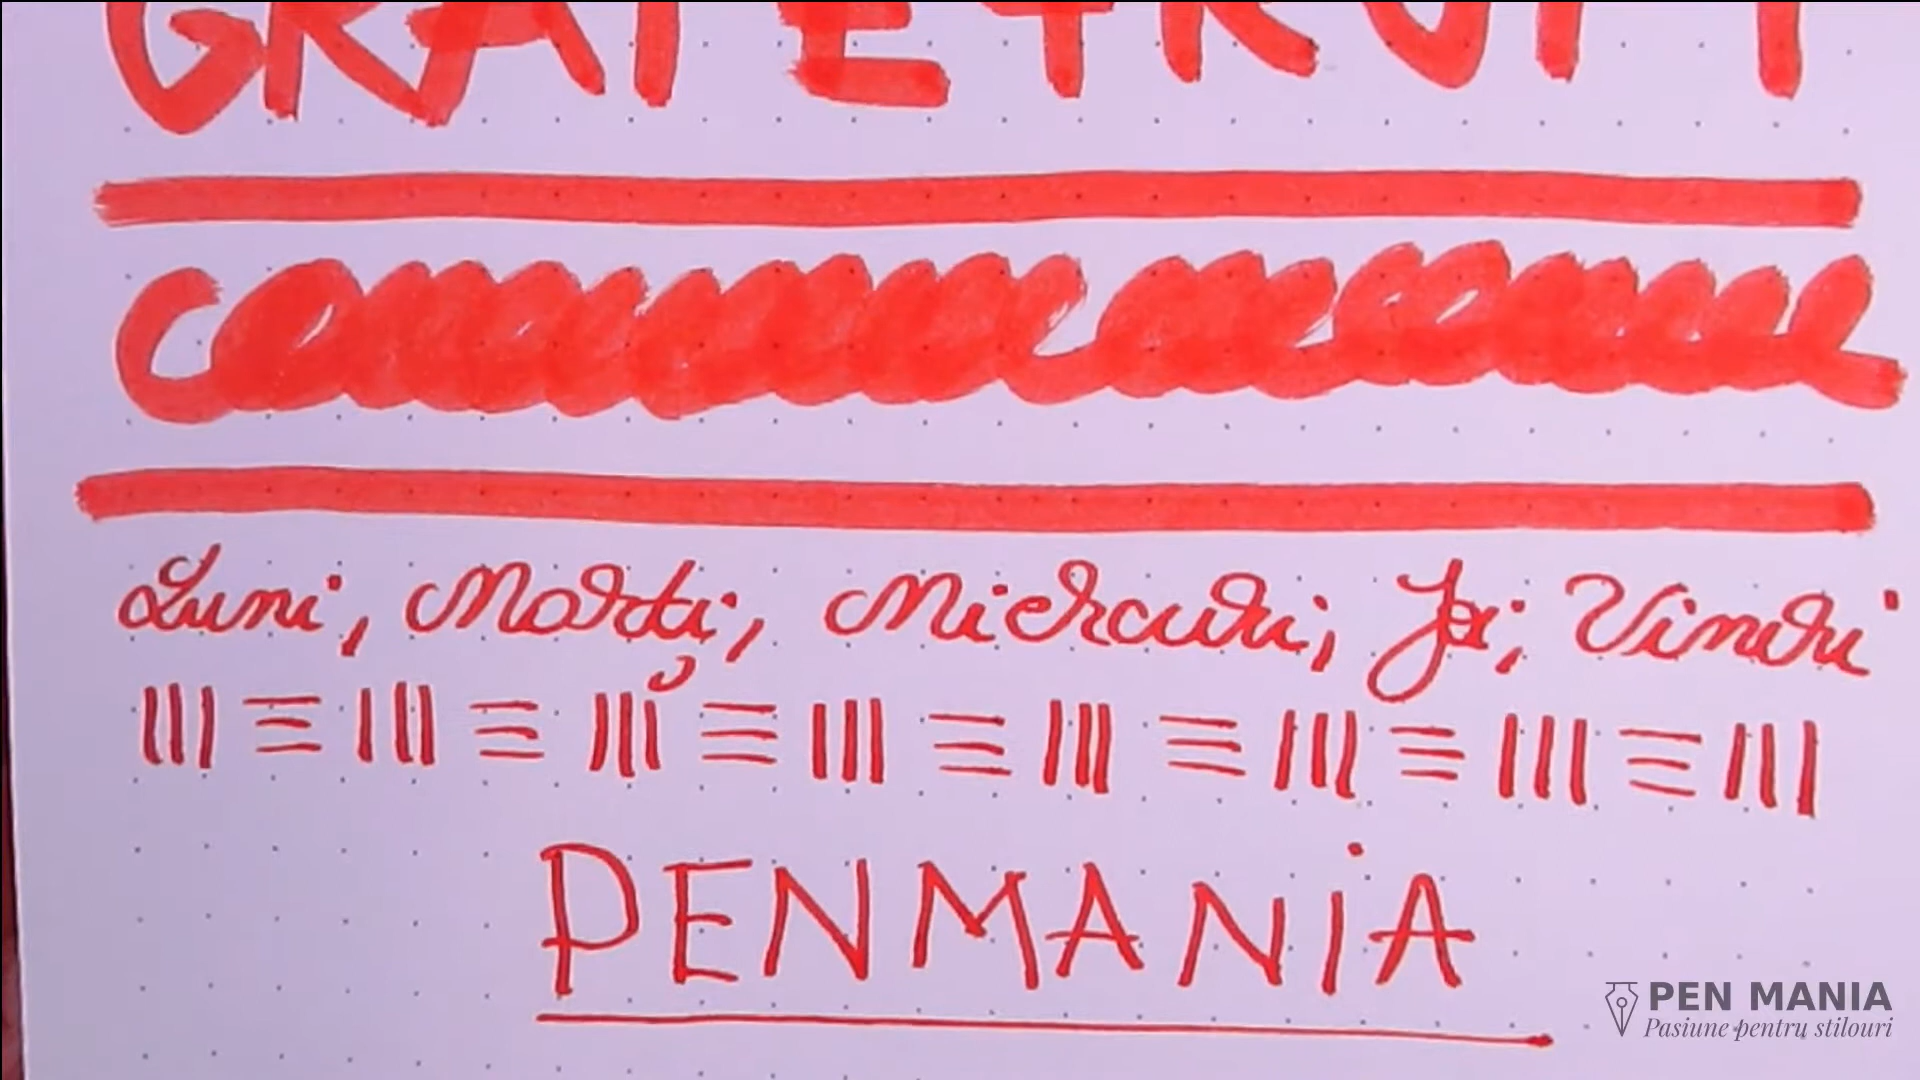 GRAPEFRUIT
Luni, Marți, Miercuri, Joi, Vineri
PENMANiA
PEN MANIA
Pasiune pentru stilouri